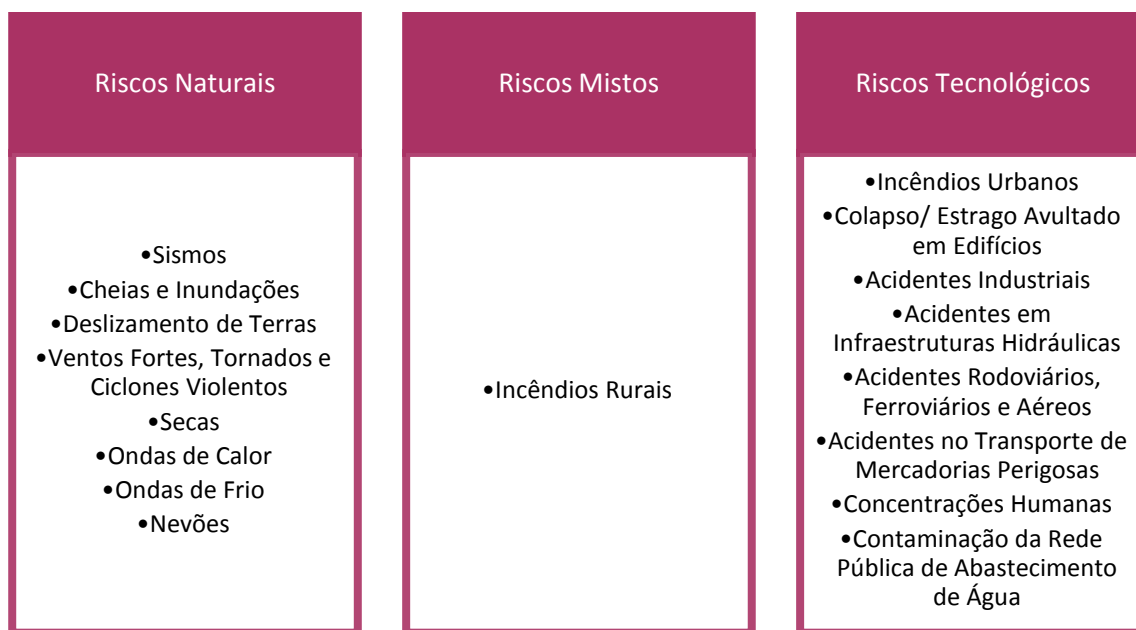 Riscos Naturais
•Sismos
•Cheias e Inundações
•Deslizamento de Terras
•Ventos Fortes, Tornados e
Ciclones Violentos
•Secas
•Ondas de Calor
•Ondas de Frio
•Nevões
Riscos Mistos
•Incêndios Rurais
Riscos Tecnológicos
•Incêndios Urbanos
•Colapso/ Estrago Avultado
em Edifícios
•Acidentes Industriais
•Acidentes em
Infraestruturas Hidráulicas
•Acidentes Rodoviários,
Ferroviários e Aéreos
•Acidentes no Transporte de
Mercadorias Perigosas
•Concentrações Humanas
•Contaminação da Rede
Pública de Abastecimento
de Água